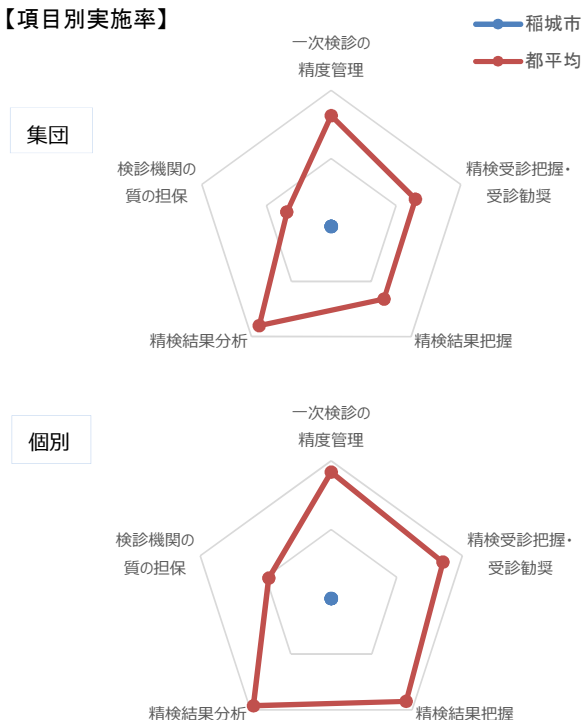 【項目別実施率】
稲城市
都平均
集団
一次検診の
精度管理
精検受診把握・
受診勧奨
精検結果把握
精検結果分析
検診機関の
質の担保
個別
一次検診の
精度管理
精検受診把握・
受診勧奨
精検結果把握
精検結果分析
検診機関の
質の担保